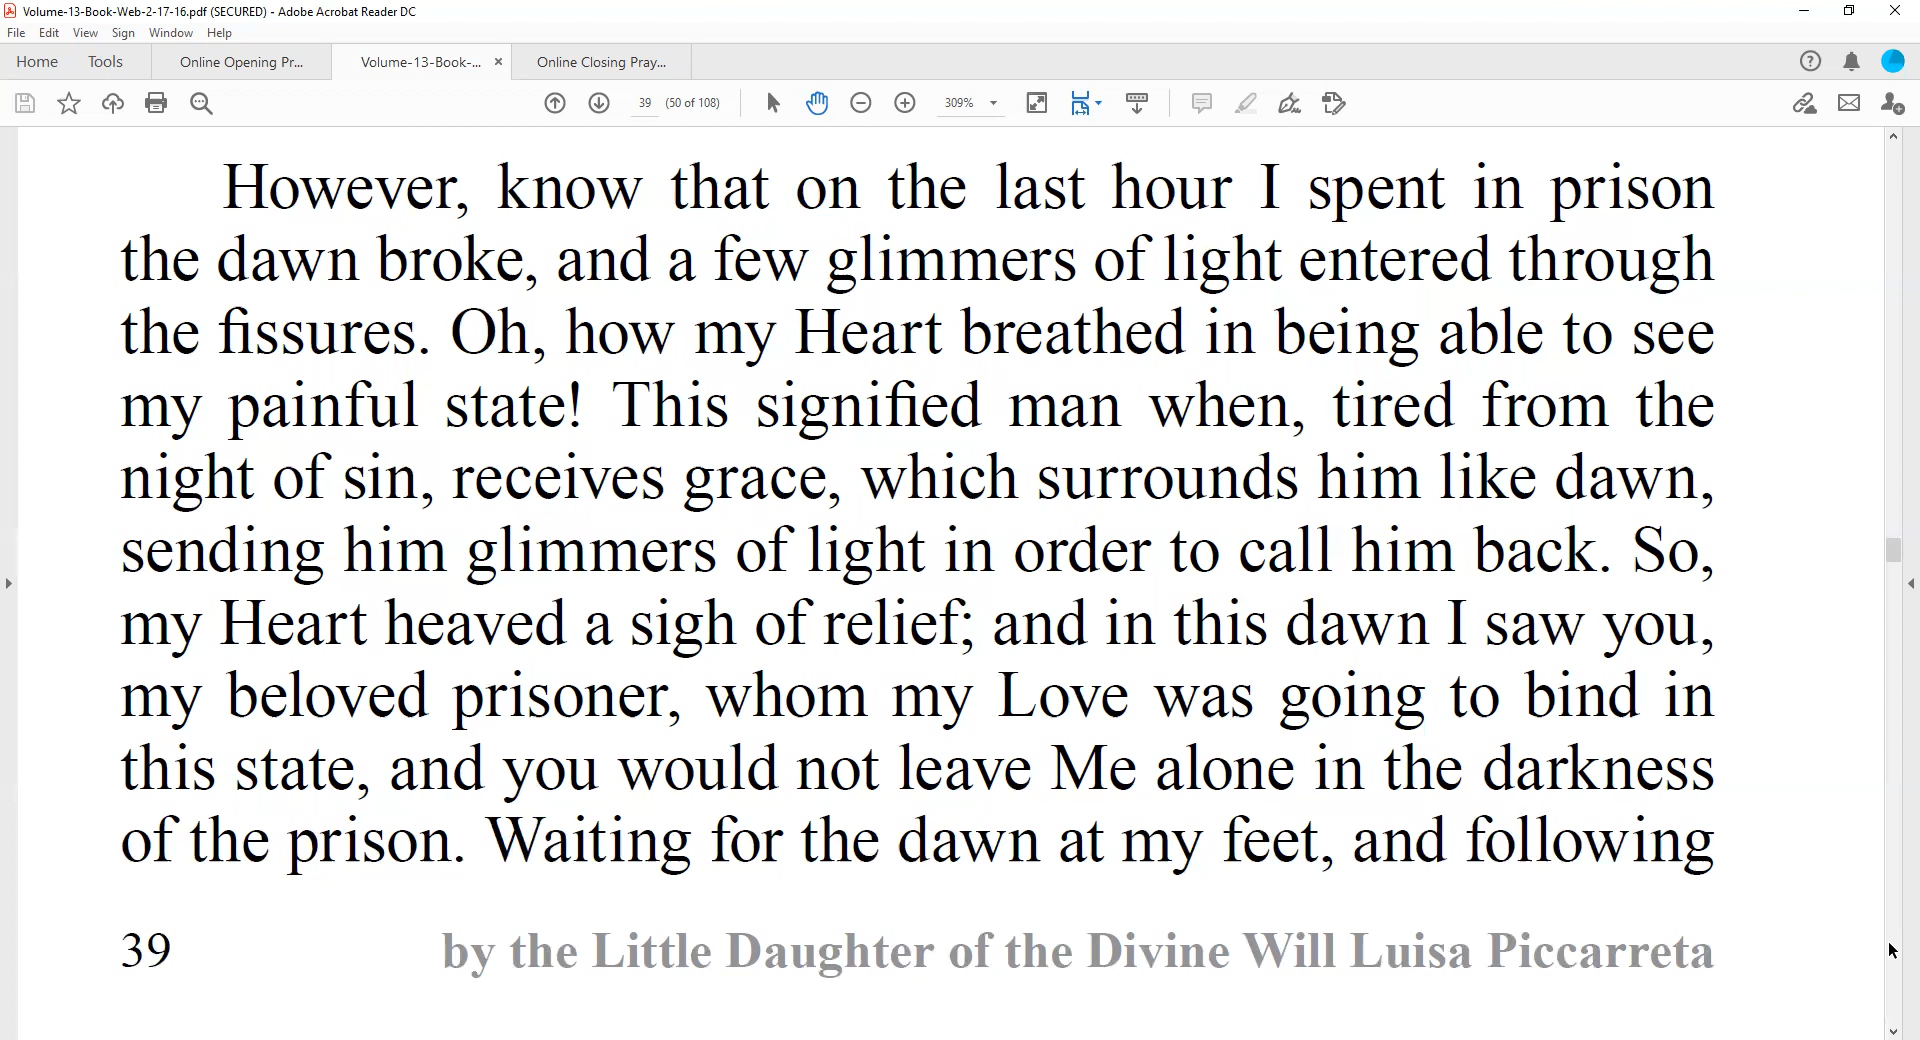 Volume-13-Book-Web-2-17-16.pdf (SECURED) - Adobe Acrobat Reader DC
File Edit View Sign Window Help
Home Tools Online Opening Pr... Volume-13-Book-... × Online Closing Pray...
39 (50 of 108) 309%
However, know that on the last hour I spent in prison
the dawn broke, and a few glimmers of light entered through
the fissures. Oh, how my Heart breathed in being able to see
my painful state! This signified man when, tired from the
night of sin, receives grace, which surrounds him like dawn,
sending him glimmers of light in order to call him back. So,
my Heart heaved a sigh of relief; and in this dawn I saw you,
my beloved prisoner, whom my Love was going to bind in
this state, and you would not leave Me alone in the darkness
of the prison. Waiting for the dawn at my feet, and following
39 by the Little Daughter of the Divine Will Luisa Piccarreta